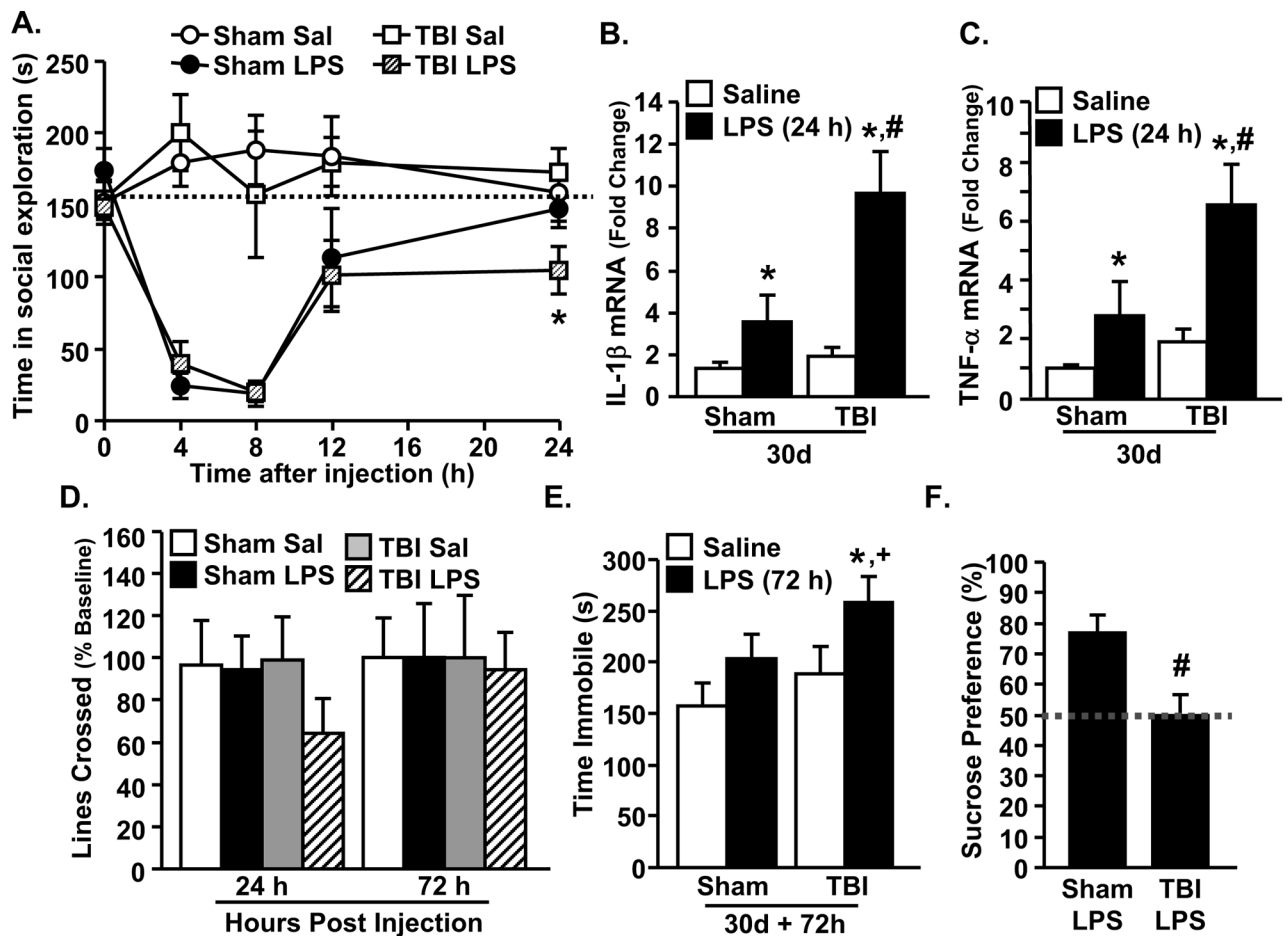 A.
Sham Sal
TBI Sal
Sham LPS
TBI LPS
Time in social exploration (s)
250
200
150
100
50
0
*
0 4 8 12 16 20 24
Time after injection (h)
B.
Saline
LPS (24 h)
IL-1β mRNA (Fold Change)
14
12
10
8
6
4
2
0
*
*,#
Sham TBI
30d
C.
Saline
LPS (24 h)
TNF-α mRNA (Fold Change)
10
8
6
4
2
0
*
*,#
Sham TBI
30d
D.
Sham Sal
TBI Sal
Sham LPS
TBI LPS
Lines Crossed (% Baseline)
160
140
120
100
80
60
40
20
0
24 h 72 h
Hours Post Injection
E.
Saline
LPS (72 h)
Time Immobile (s)
300
250
200
150
100
50
0
*,+
Sham TBI
30d + 72h
F.
Sucrose Preference (%)
100
90
80
70
60
50
40
30
20
10
0
#
Sham TBI
LPS LPS